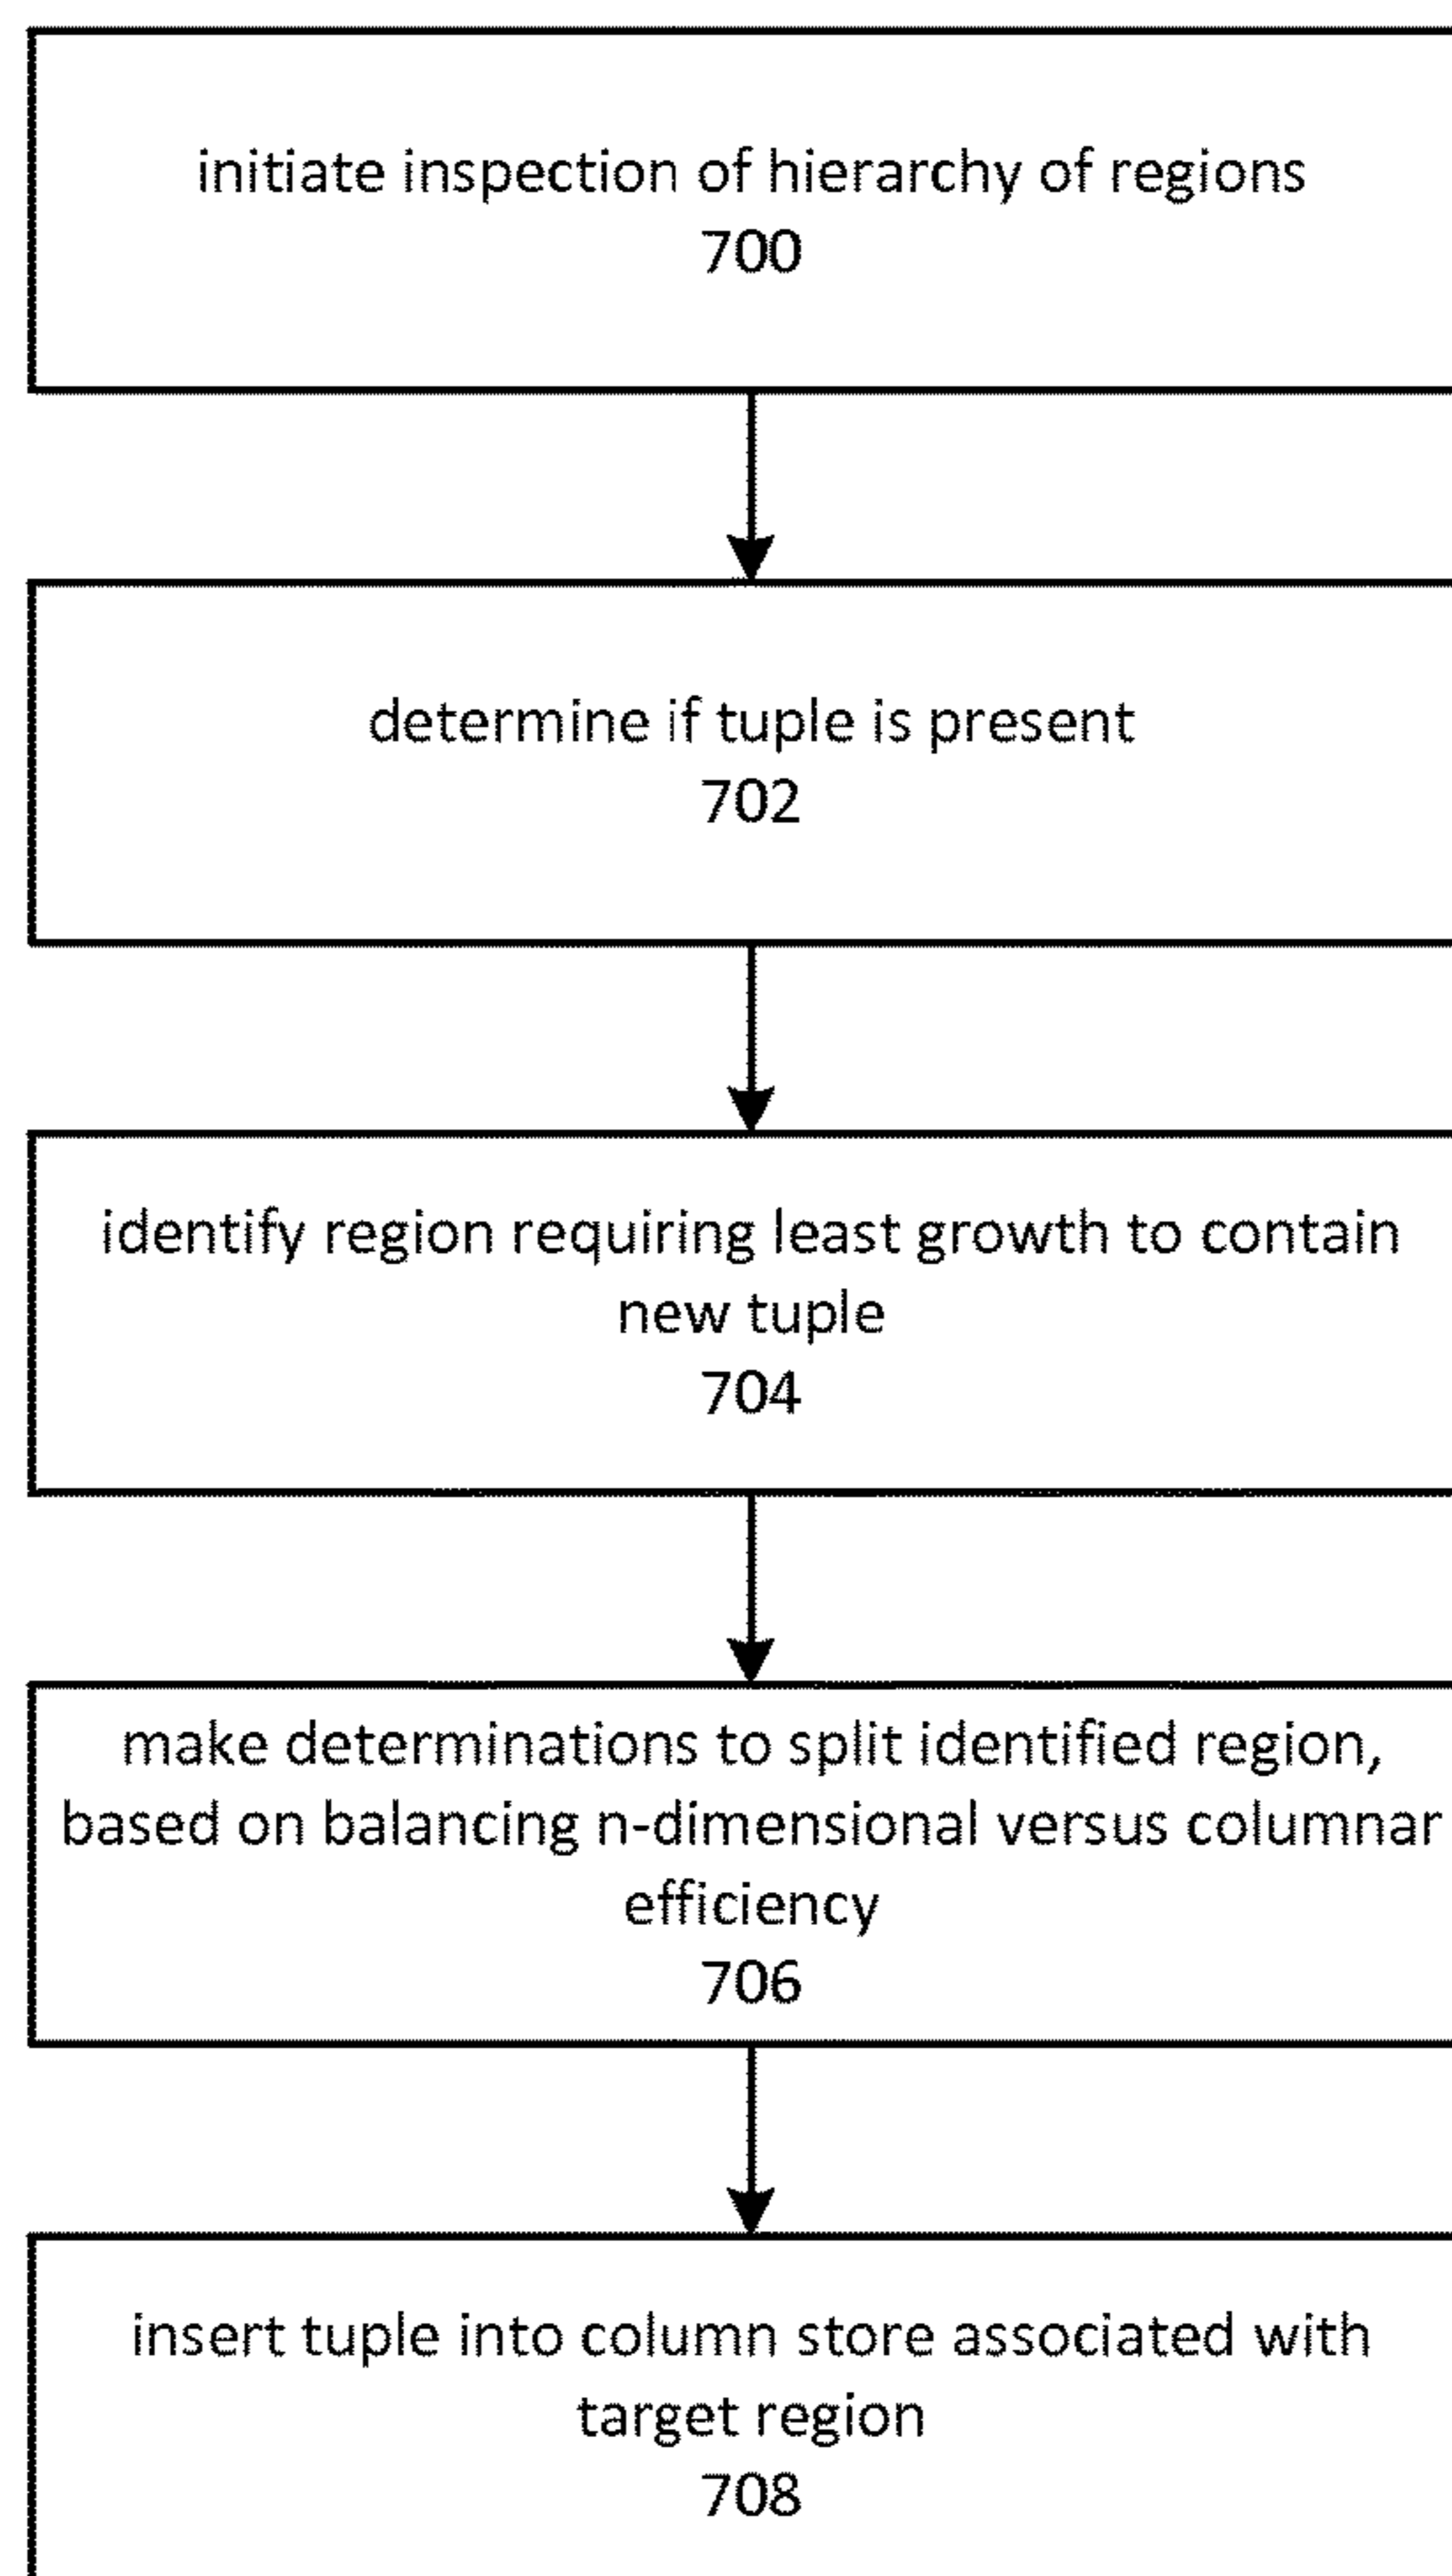 initiate inspection of hierarchy of regions
700
determine if tuple is present
702
identify region requiring least growth to contain
new tuple
704
make determinations to split identified region,
based on balancing n-dimensional versus columnar
efficiency
706
insert tuple into column store associated with
target region
708